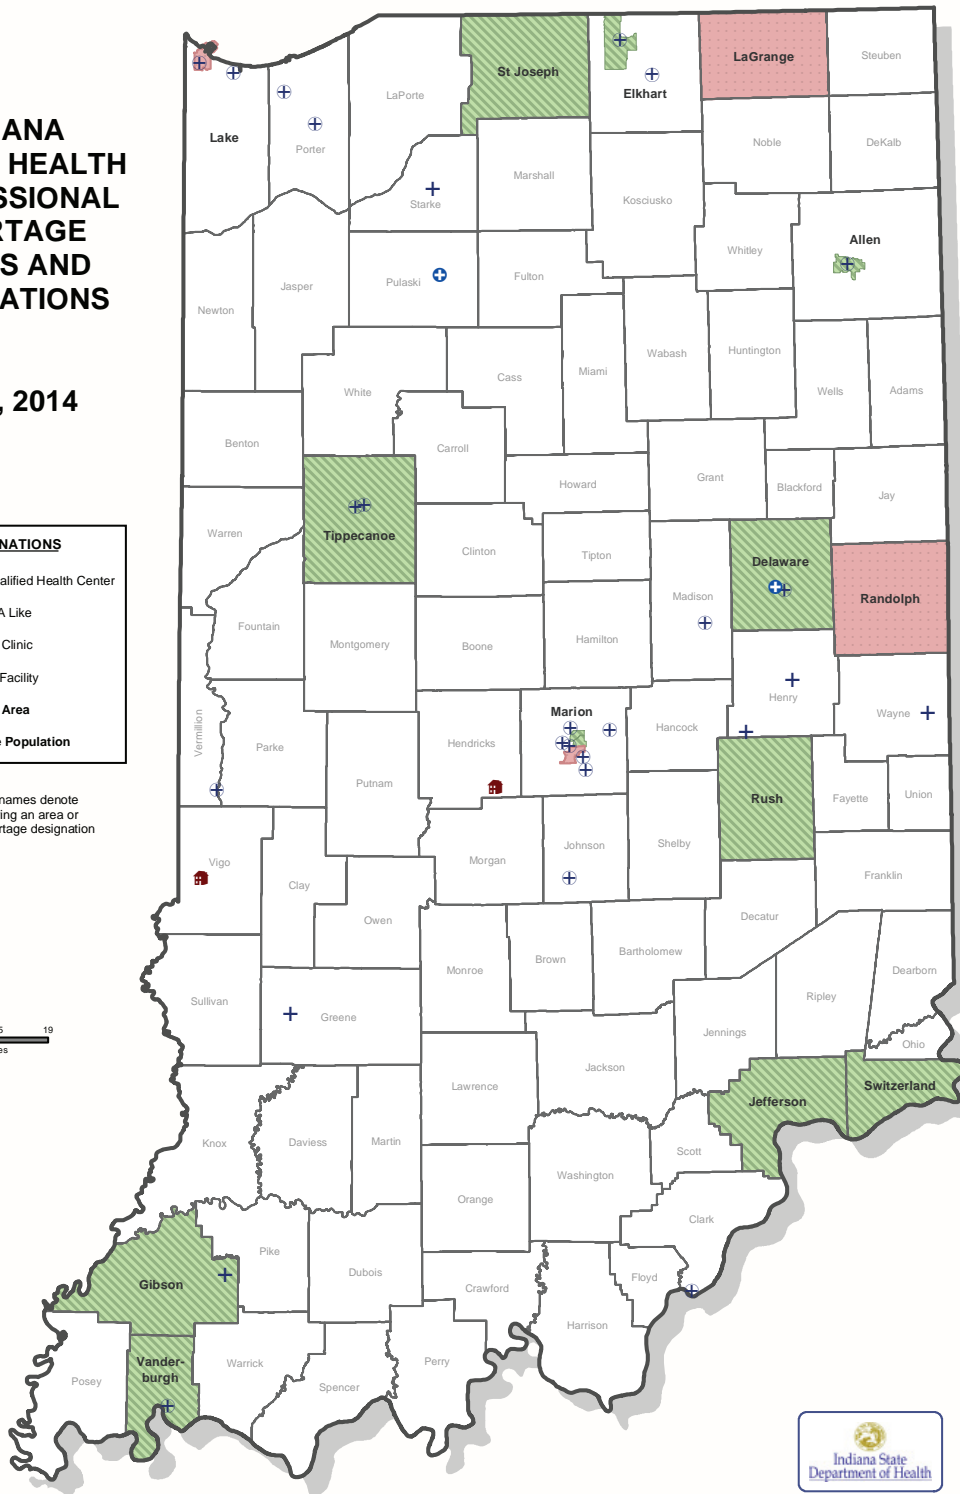 ANA
HEALTH
SSIONAL
RTAGE
S AND
ATIONS
, 2014
NATIONS
alified Health Center
A Like
Clinic
Facility
Area
e Population
names denote
ring an area or
rtage designation
5 19
es
St Joseph
Elkhart
LaGrange
Steuben
LaPorte
Lake
Porter
Noble
DeKalb
Marshall
Starke
Kosciusko
Whitley
Allen
Pulaski
Fulton
Jasper
Newton
Wabash
Huntington
Miami
Cass
White
Wells
Adams
Benton
Carroll
Howard
Grant
Blackford
Jay
Warren
Tippecanoe
Clinton
Tipton
Delaware
Madison
Randolph
Fountain
Montgomery
Boone
Hamilton
Henry
Marion
Hancock
Wayne
Vermillion
Parke
Hendricks
Putnam
Rush
Fayette
Union
Vigo
Morgan
Johnson
Shelby
Franklin
Clay
Owen
Decatur
Monroe
Brown
Bartholomew
Dearborn
Sullivan
Greene
Ripley
Jennings
Ohio
Jackson
Lawrence
Switzerland
Jefferson
Knox
Daviess
Martin
Scott
Washington
Orange
Clark
Pike
Dubois
Floyd
Gibson
Crawford
Harrison
Vander-
burgh
Warrick
Perry
Posey
Spencer
Indiana State
Department of Health